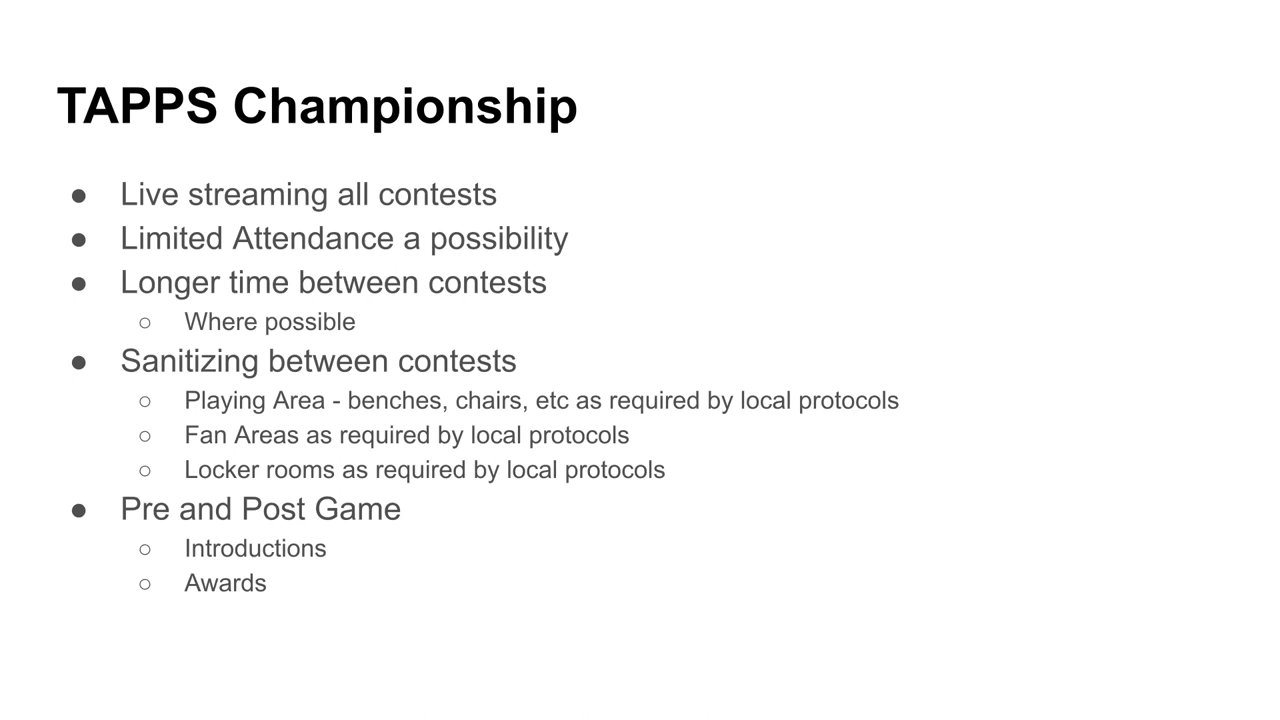 TAPPS Championship
● Live streaming all contests
● Limited Attendance a possibility
● Longer time between contests
○ Where possible
● Sanitizing between contests
○ Playing Area - benches, chairs, etc as required by local protocols
○ Fan Areas as required by local protocols
○ Locker rooms as required by local protocols
● Pre and Post Game
○ Introductions
○ Awards